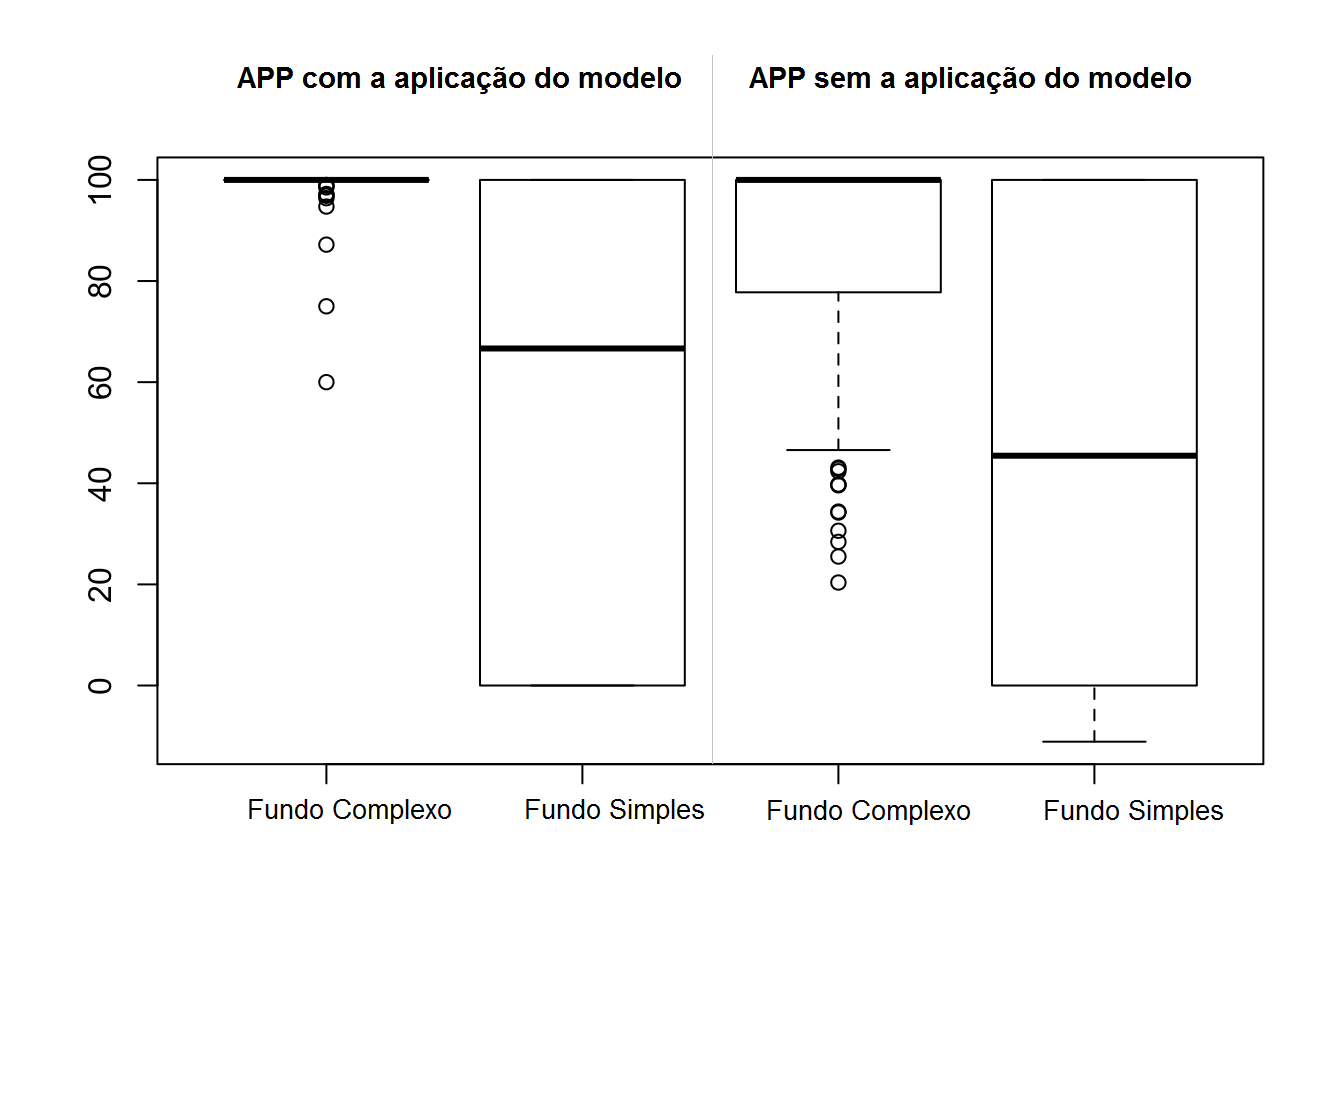 APP com a aplicação do modelo
APP sem a aplicação do modelo
100
80
60
40
20
0
Fundo Complexo
Fundo Simples
Fundo Complexo
Fundo Simples